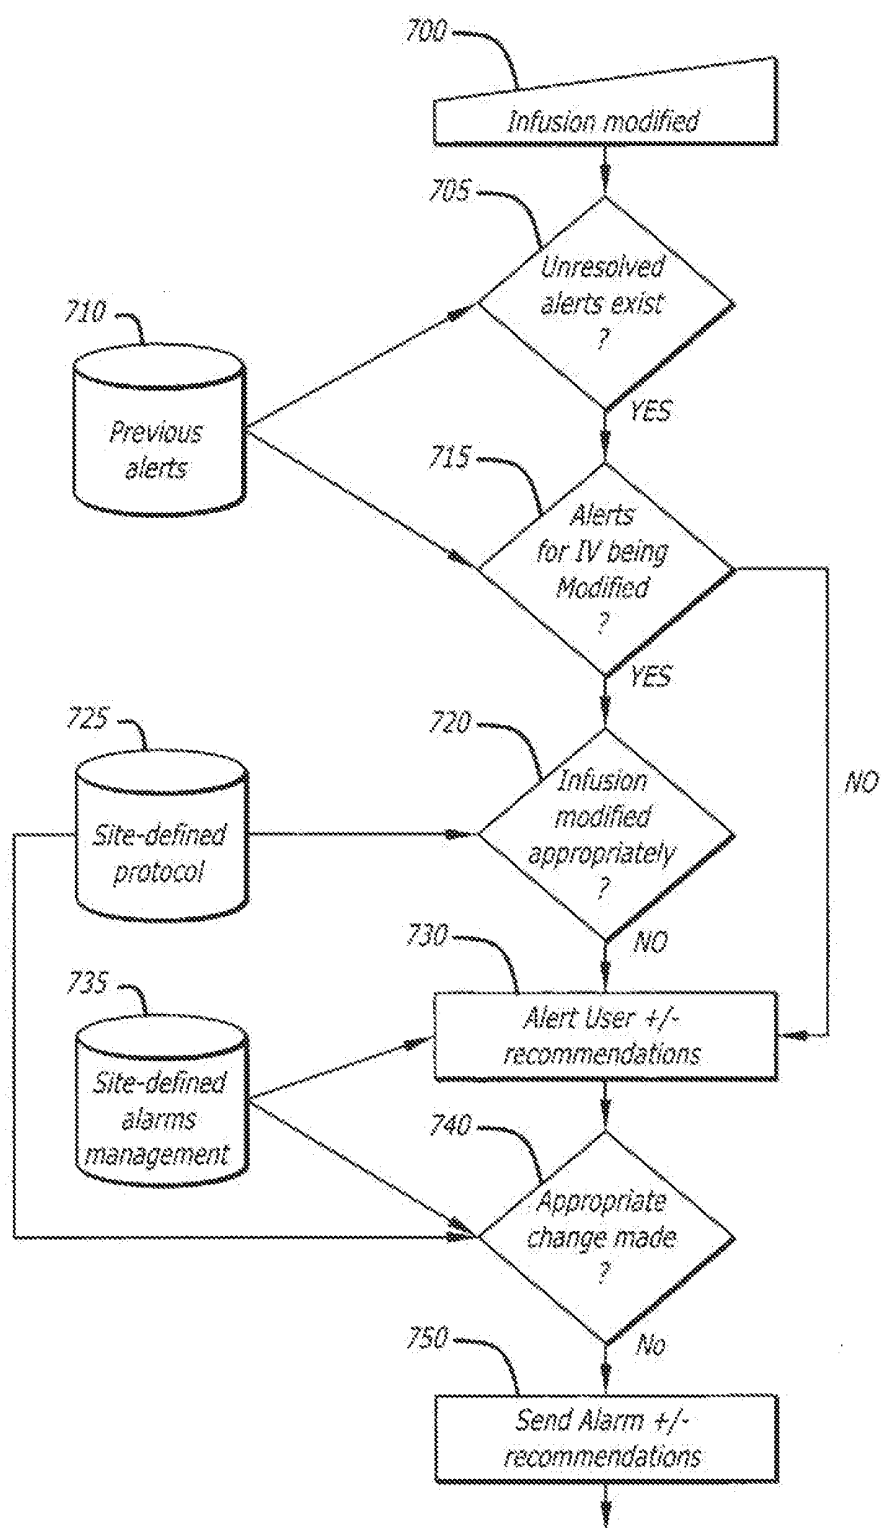 700
Infusion modified
705
Unresolved
alerts exist
?
710
Previous
alerts
YES
715
Alerts
for IV being
Modified
?
YES
NO
720
Infusion
modified
appropriately
?
725
Site-defined
protocol
NO
730
Alert User +/-
recommendations
735
Site-defined
alarms
management
740
Appropriate
change made
?
No
750
Send Alarm +/-
recommendations